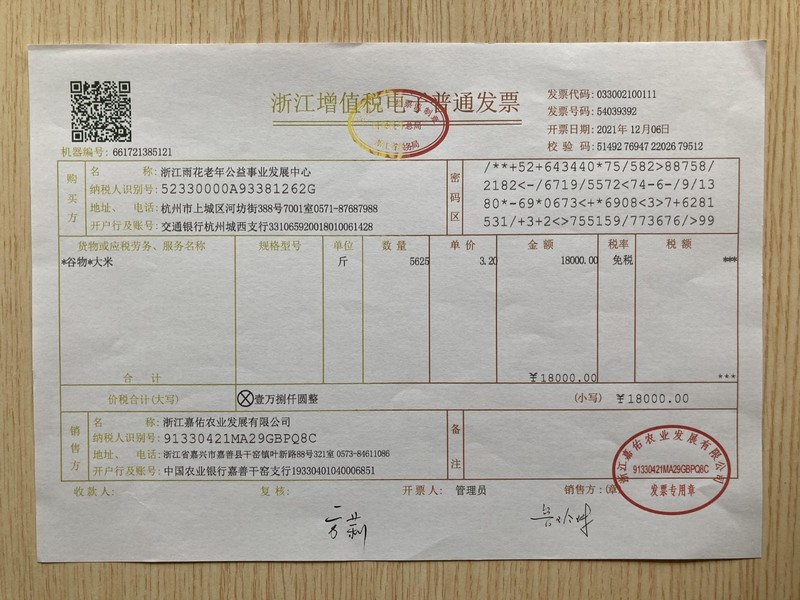 浙江增值税电子普通发票
发票代码: 033002100111
发票号码: 54039392
开票日期: 2021年12月06日
校 验 码: 51492 76947 22026 79512
机器编号: 661721385121
购买方
名 称: 浙江雨花老年公益事业发展中心
纳税人识别号: 52330000A93381262G
地址、 电话: 杭州市上城区河坊街388号7001室0571-87687988
开户行及账号: 交通银行杭州城西支行331065920018010061428
密码区
/**+52+643440*75/582>88758/
2182<-/6719/5572<74-6-/9/13
80*-69*0673<+*6908<3>7+6281
531/+3+2<>755159/773676/>99
货物或应税劳务、服务名称 规格型号 单位 数量 单价 金额 税率 税额
*谷物*大米 斤 5625 3.20 18000.00 免税 ***
合 计 ¥18000.00 ***
价税合计(大写) ⊗壹万捌仟圆整 (小写) ¥18000.00
销售方
名 称: 浙江嘉佑农业发展有限公司
纳税人识别号: 91330421MA29GBPQ8C
地址、 电话: 浙江省嘉兴市嘉善县干窑镇叶新路88号321室 0573-84611086
开户行及账号: 中国农业银行嘉善干窑支行19330401040006851
备注
收款人: 复核: 开票人: 管理员 销售方: (章)
浙江嘉佑农业发展有限公司
91330421MA29GBPQ8C
发票专用章